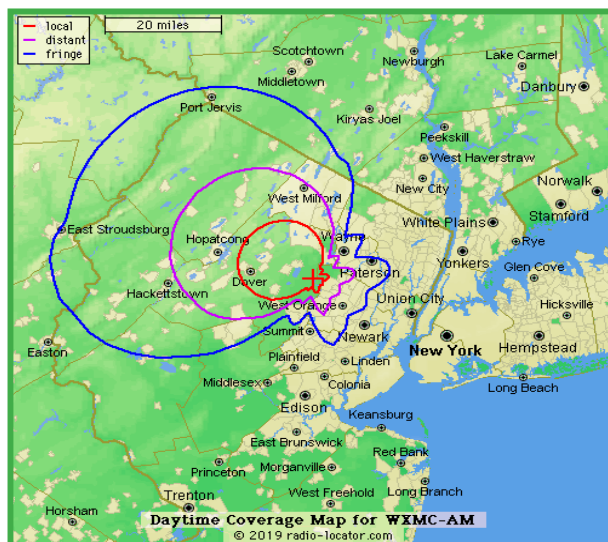 local
distant
fringe
20 miles
Scotchtown
Middletown
Newburgh
Lake Carmel
Danbury
Port Jervis
Kiryas Joel
Peekskill
West Haverstraw
New City
Norwalk
West Milford
Stamford
White Plains
East Stroudsburg
Hopatcong
Wayne
Rye
Yonkers
Dover
Paterson
Glen Cove
Hackettstown
West Orange
Union City
Hicksville
Summit
Newark
Easton
New York
Hempstead
Plainfield
Linden
Middlesex
Colonia
Long Beach
Edison
Keansburg
East Brunswick
Red Bank
Princeton
Morganville
Long Branch
Trenton
West Freehold
Horsham
Daytime Coverage Map for WXMC-AM
© 2019 radio-locator.com